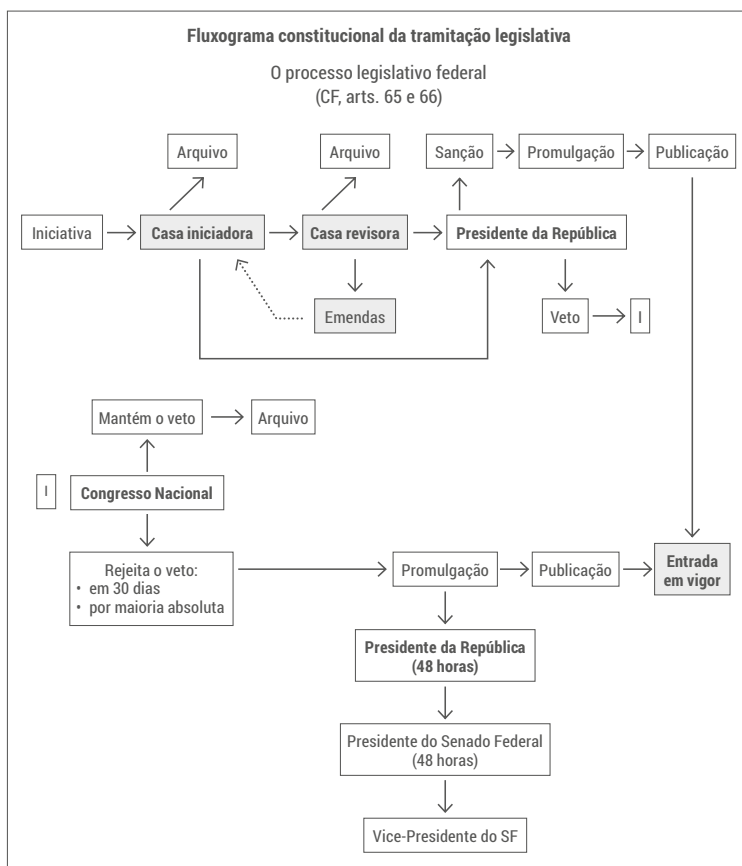 Fluxograma constitucional da tramitação legislativa
O processo legislativo federal
(CF, arts. 65 e 66)
Arquivo
Arquivo
Sanção
Promulgação
Publicação
Iniciativa
Casa iniciadora
Casa revisora
Presidente da República
Emendas
Veto
I
Mantém o veto
Arquivo
I
Congresso Nacional
Rejeita o veto:
• em 30 dias
• por maioria absoluta
Promulgação
Publicação
Entrada
em vigor
Presidente da República
(48 horas)
Presidente do Senado Federal
(48 horas)
Vice-Presidente do SF